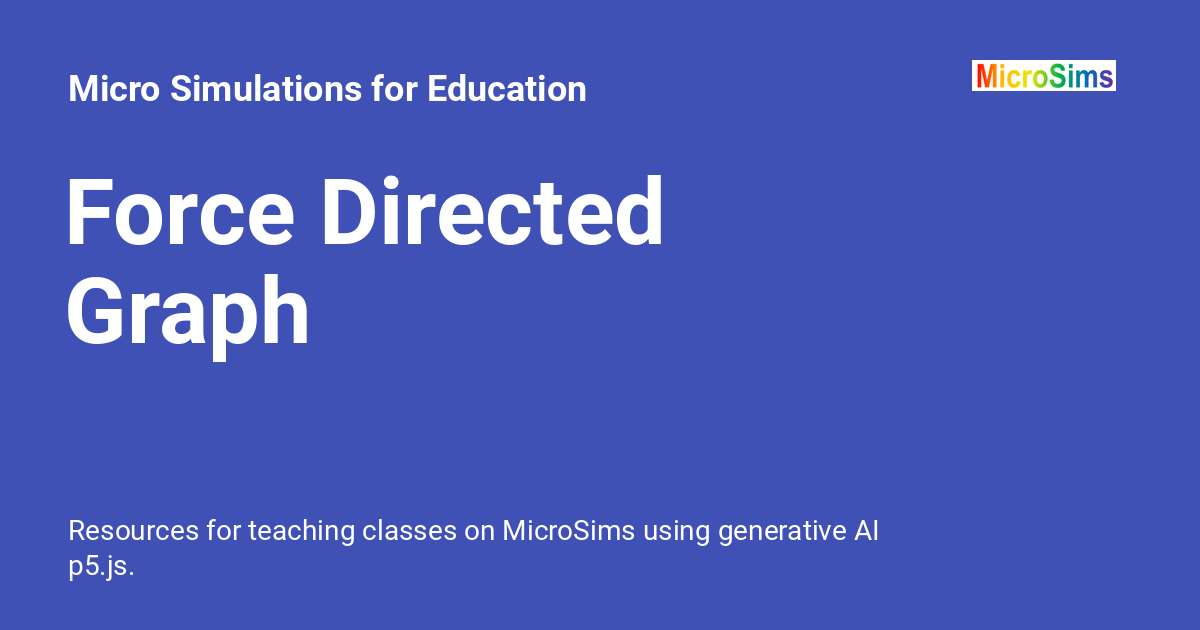 Micro Simulations for Education
MicroSims
Force Directed
Graph
Resources for teaching classes on MicroSims using generative AI
p5.js.